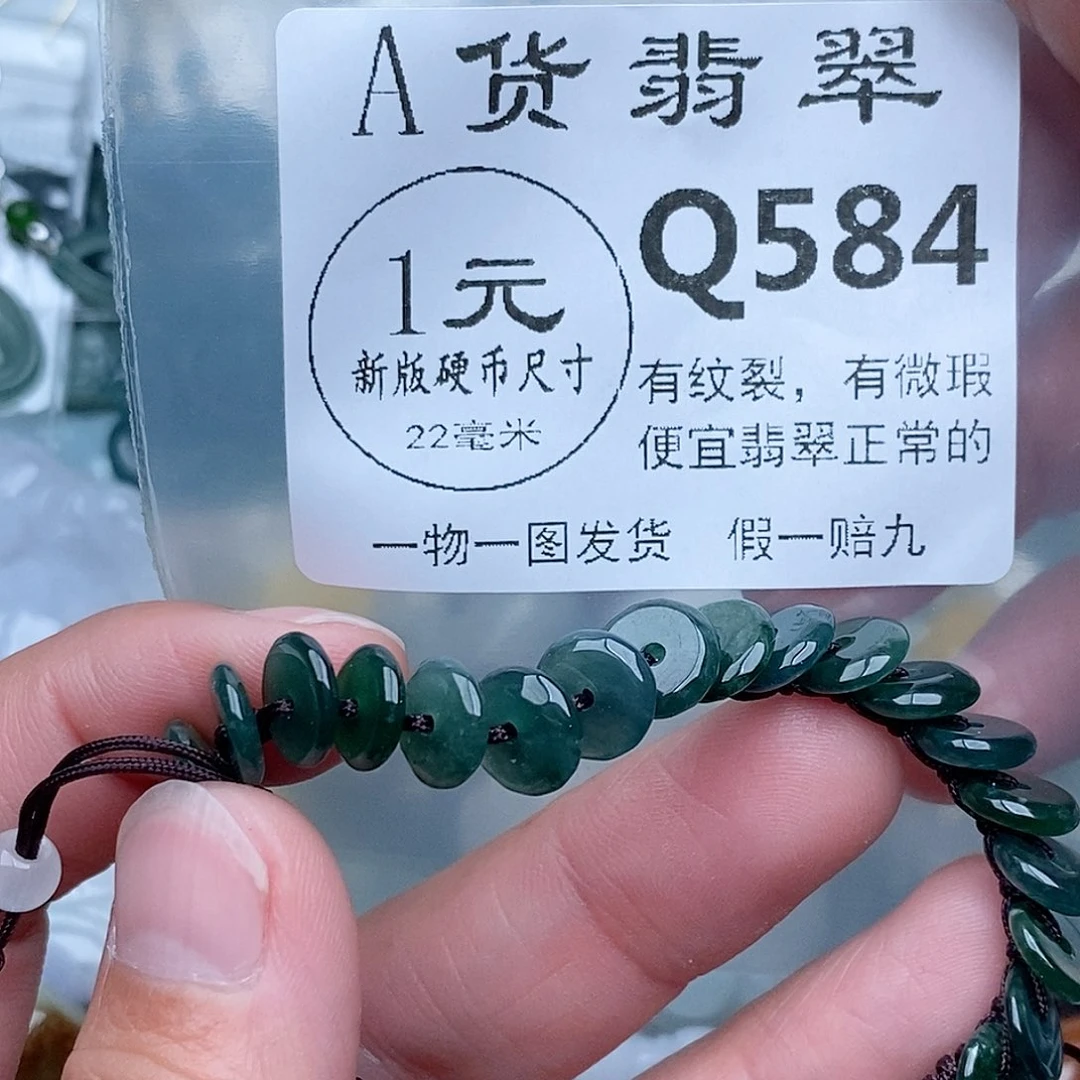 A货翡翠
Q584
1元
新版硬币尺寸
22毫米
有纹裂，有微瑕
便宜翡翠正常的
一物一图发货 假一赔九